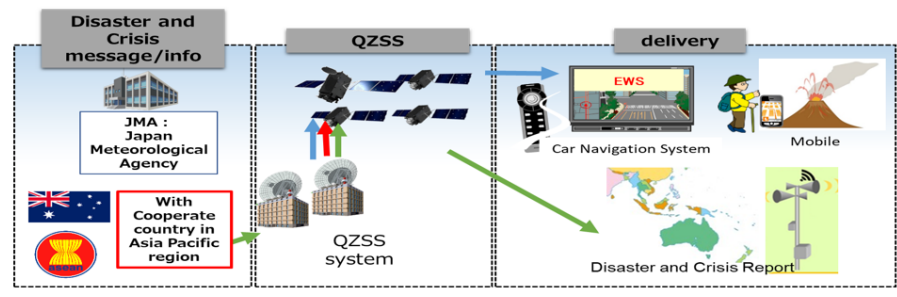 Disaster and
Crisis
message/info
QZSS
delivery
JMA :
Japan
Meteorological
Agency
With
Cooperate
country in
Asia Pacific
region
asean
QZSS
system
EWS
Car Navigation System
Mobile
Disaster and Crisis Report